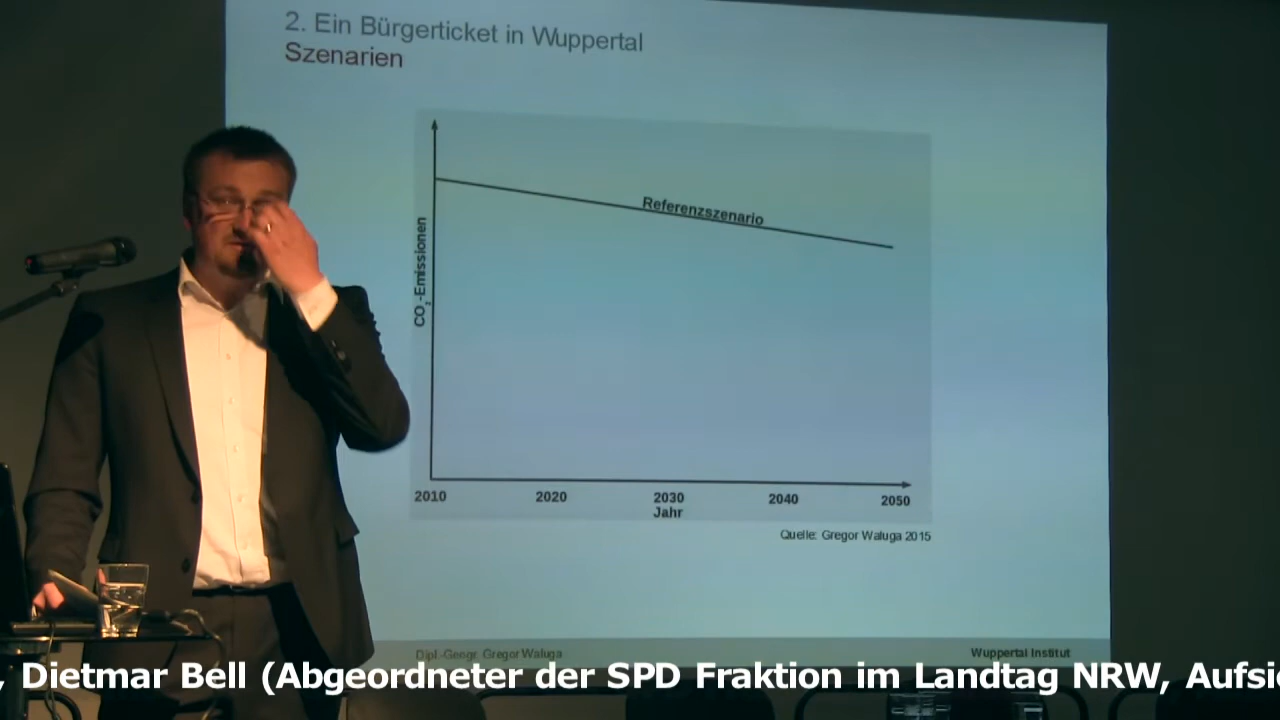 2. Ein Bürgerticket in Wuppertal
Szenarien
Referenzszenario
CO2-Emissionen
2010 2020 2030 2040 2050
Jahr
Quelle: Gregor Waluga 2015
Dipl.-Geogr. Gregor Waluga
Wuppertal Institut
, Dietmar Bell (Abgeordneter der SPD Fraktion im Landtag NRW, Aufsi